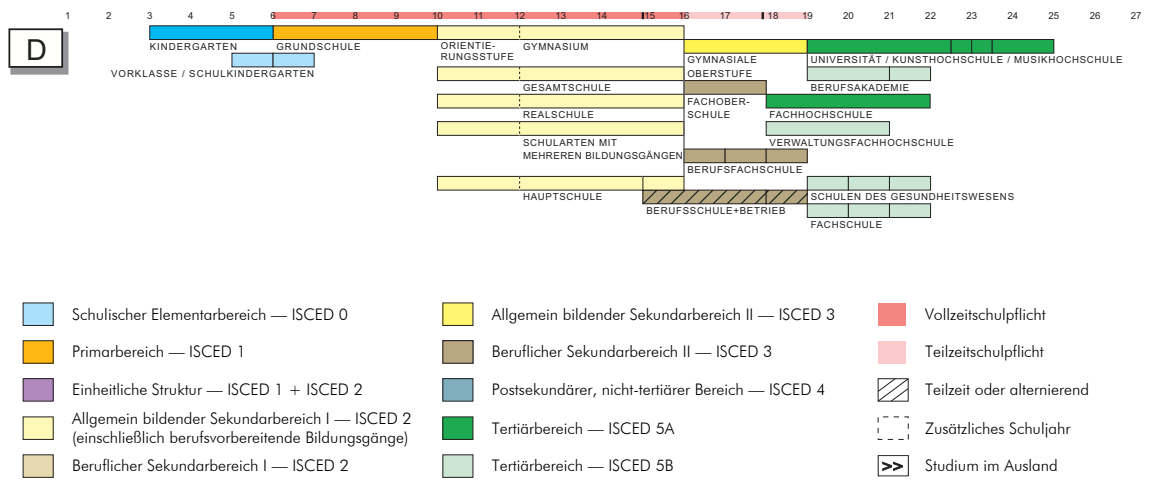 1 2 3 4 5 6 7 8 9 10 11 12 13 14 15 16 17 18 19 20 21 22 23 24 25 26 27
D
KINDERGARTEN GRUNDSCHULE ORIENTIE-
RUNGSSTUFE GYMNASIUM
VORKLASSE / SCHULKINDERGARTEN
GYMNASIALE
OBERSTUFE
UNIVERSITÄT / KUNSTHOCHSCHULE / MUSIKHOCHSCHULE
GESAMTSCHULE
BERUFSAKADEMIE
REALSCHULE
FACHOBER-
SCHULE
FACHHOCHSCHULE
SCHULARTEN MIT
MEHREREN BILDUNGSGÄNGEN
VERWALTUNGSFACHHOCHSCHULE
BERUFSFACHSCHULE
HAUPTSCHULE
SCHULEN DES GESUNDHEITSWESENS
BERUFSSCHULE+BETRIEB
FACHSCHULE
Schulischer Elementarbereich — ISCED 0
Primarbereich — ISCED 1
Einheitliche Struktur — ISCED 1 + ISCED 2
Allgemein bildender Sekundarbereich I — ISCED 2
(einschließlich berufsvorbereitende Bildungsgänge)
Beruflicher Sekundarbereich I — ISCED 2
Allgemein bildender Sekundarbereich II — ISCED 3
Beruflicher Sekundarbereich II — ISCED 3
Postsekundärer, nicht-tertiärer Bereich — ISCED 4
Tertiärbereich — ISCED 5A
Tertiärbereich — ISCED 5B
Vollzeitschulpflicht
Teilzeitschulpflicht
Teilzeit oder alternierend
Zusätzliches Schuljahr
>> Studium im Ausland